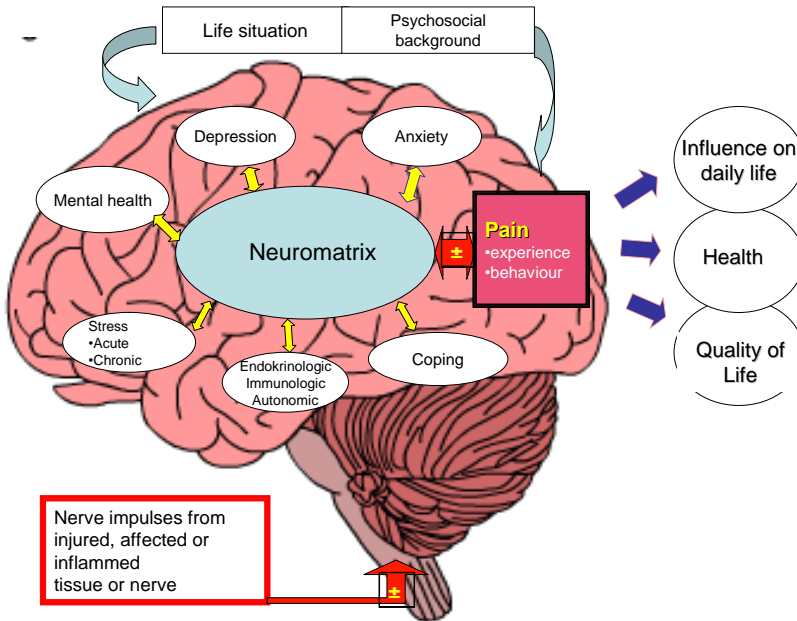 Life situation
Psychosocial
background
Depression
Anxiety
Mental health
Neuromatrix
±
Pain
•experience
•behaviour
Influence on
daily life
Health
Quality of
Life
Stress
•Acute
•Chronic
Endokrinologic
Immunologic
Autonomic
Coping
Nerve impulses from
injured, affected or
inflammed
tissue or nerve
±